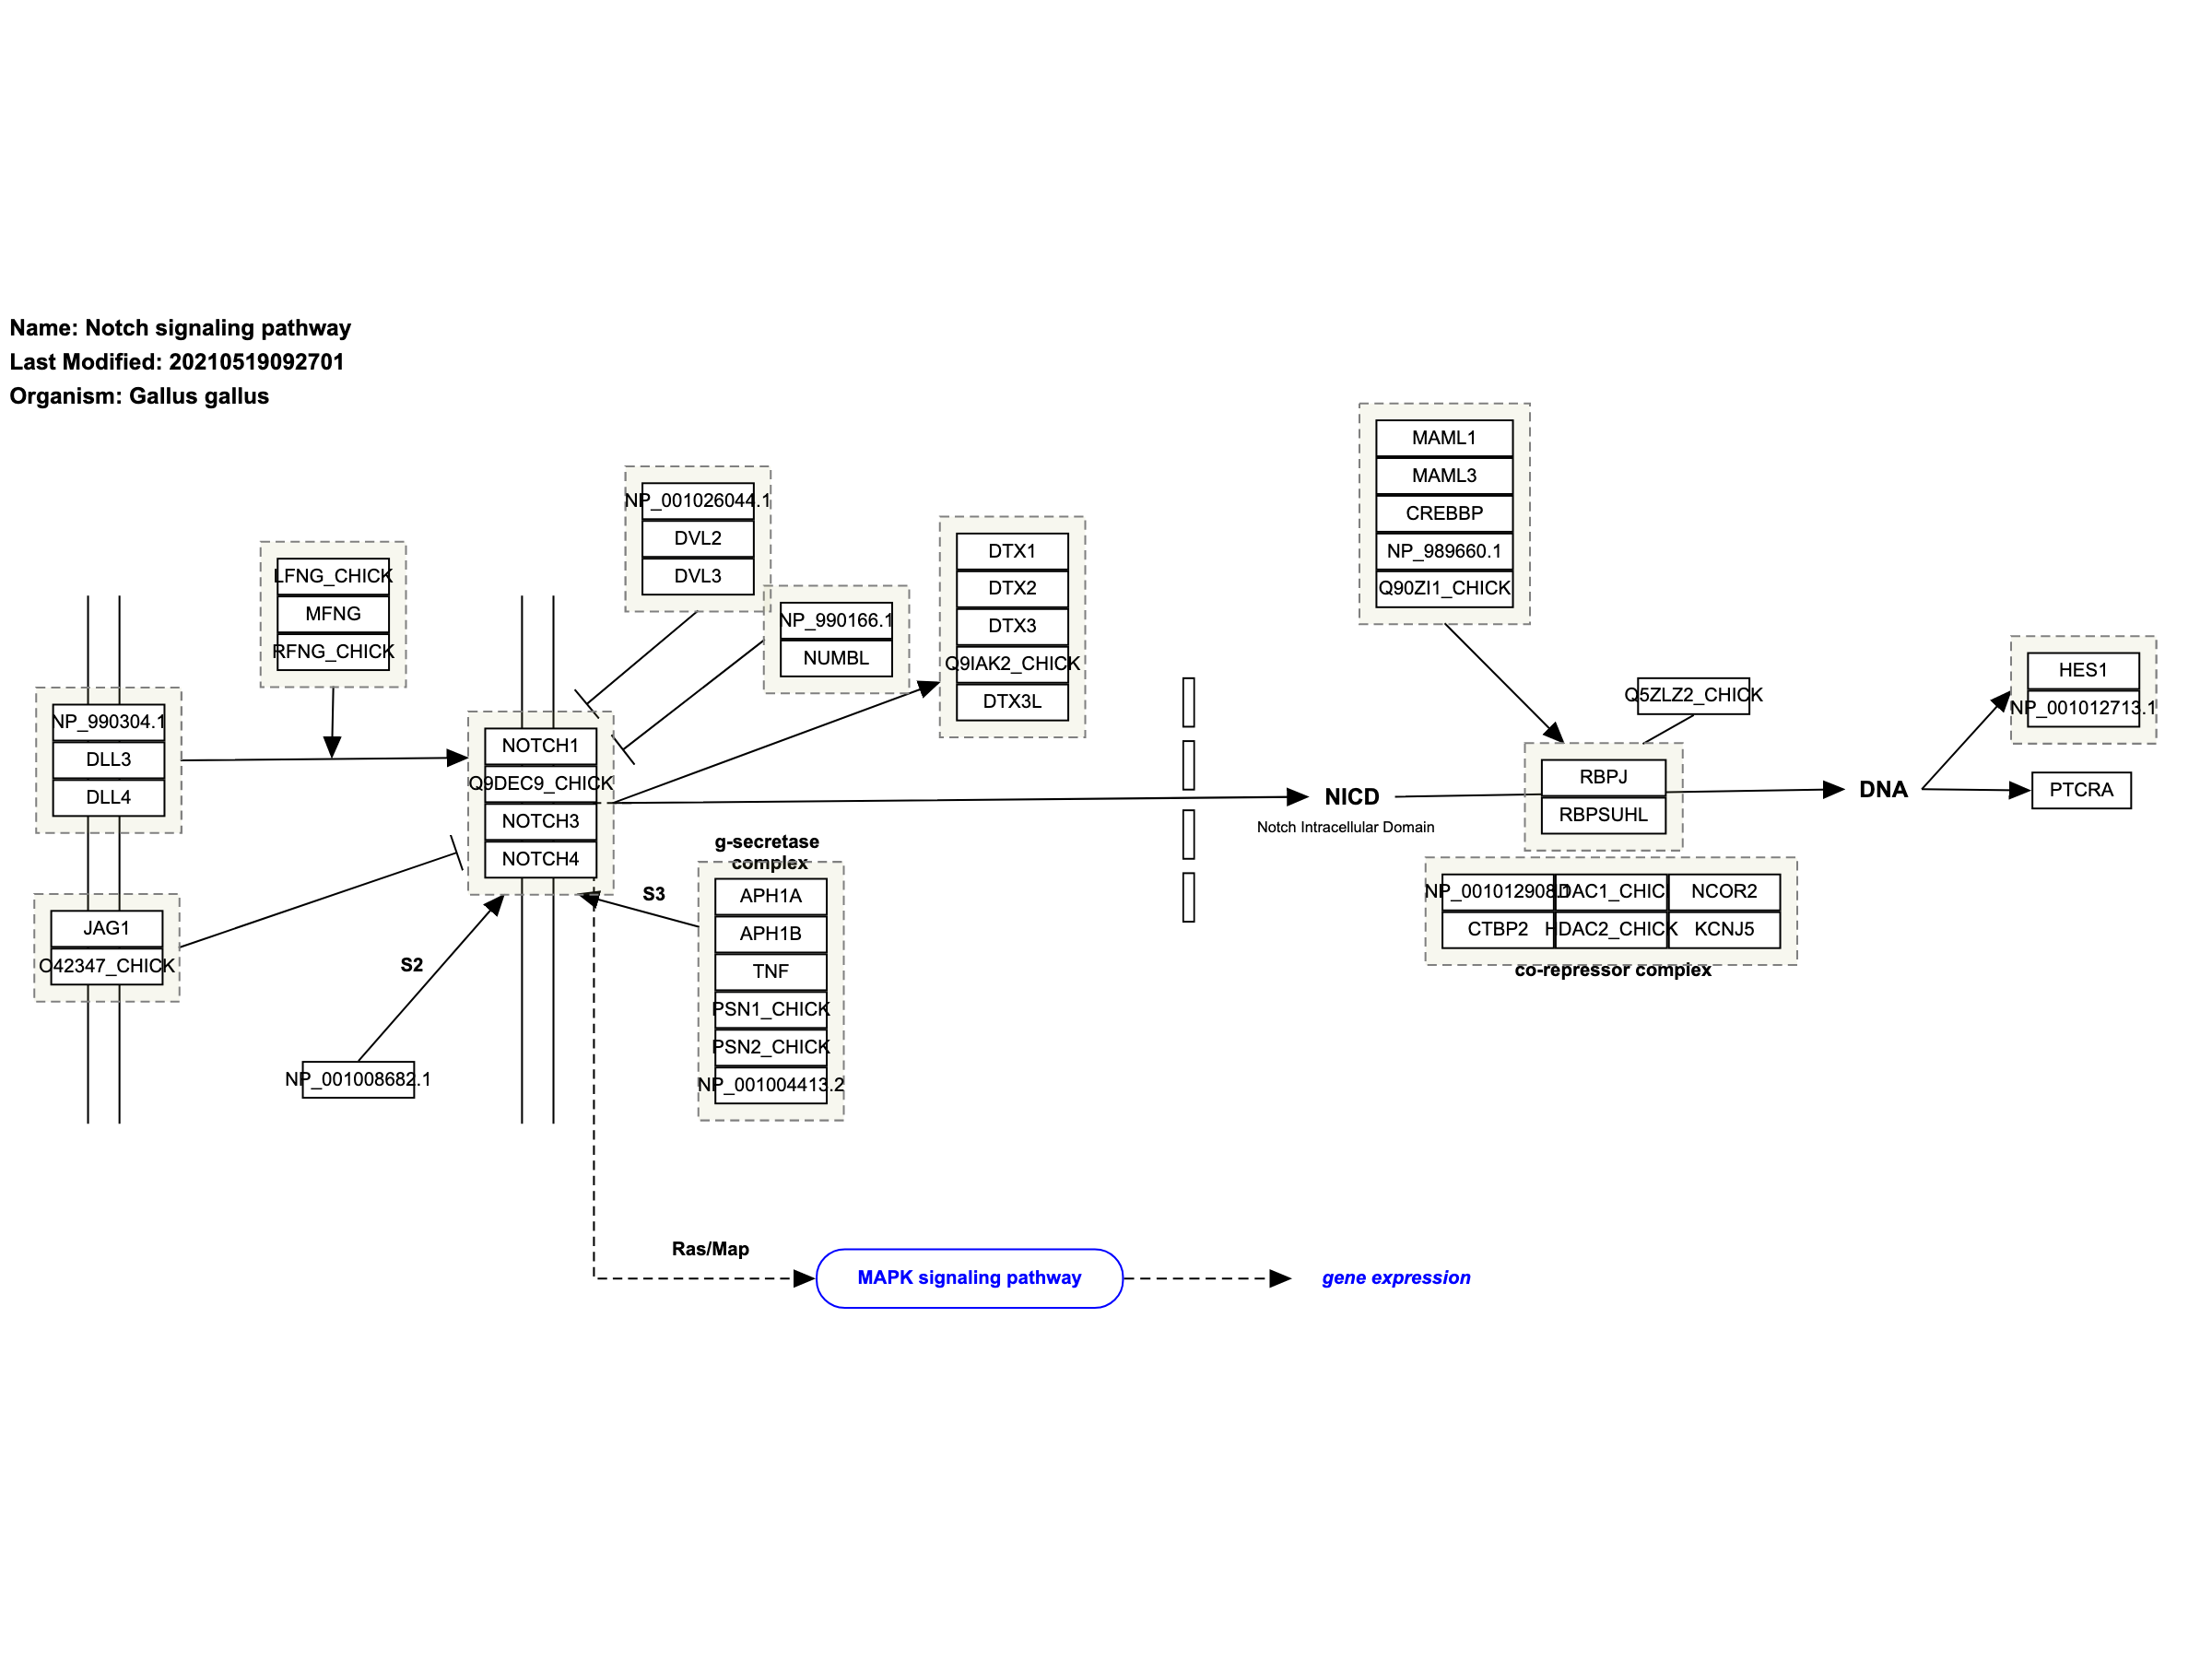 Name: Notch signaling pathway
Last Modified: 20210519092701
Organism: Gallus gallus
LFNG_CHICK
MFNG
RFNG_CHICK
NP_990304.1
DLL3
DLL4
JAG1
O42347_CHICK
S2
NP_001008682.1
NOTCH1
Q9DEC9_CHICK
NOTCH3
NOTCH4
NP_001026044.1
DVL2
DVL3
NP_990166.1
NUMBL
DTX1
DTX2
DTX3
Q9IAK2_CHICK
DTX3L
g-secretase
complex
S3
APH1A
APH1B
TNF
PSN1_CHICK
PSN2_CHICK
NP_001004413.2
Ras/Map
MAPK signaling pathway
gene expression
NICD
Notch Intracellular Domain
MAML1
MAML3
CREBBP
NP_989660.1
Q90ZI1_CHICK
Q5ZLZ2_CHICK
RBPJ
RBPSUHL
NCOR2
CTBP2
HDAC2_CHICK
KCNJ5
co-repressor complex
DNA
HES1
NP_001012713.1
PTCRA